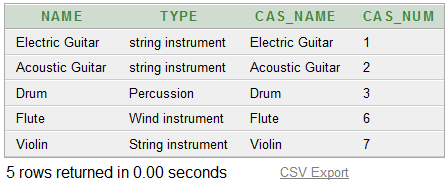 NAME TYPE CAS_NAME CAS_NUM
Electric Guitar string instrument Electric Guitar 1
Acoustic Guitar string instrument Acoustic Guitar 2
Drum Percussion Drum 3
Flute Wind instrument Flute 6
Violin String instrument Violin 7
5 rows returned in 0.00 seconds CSV Export